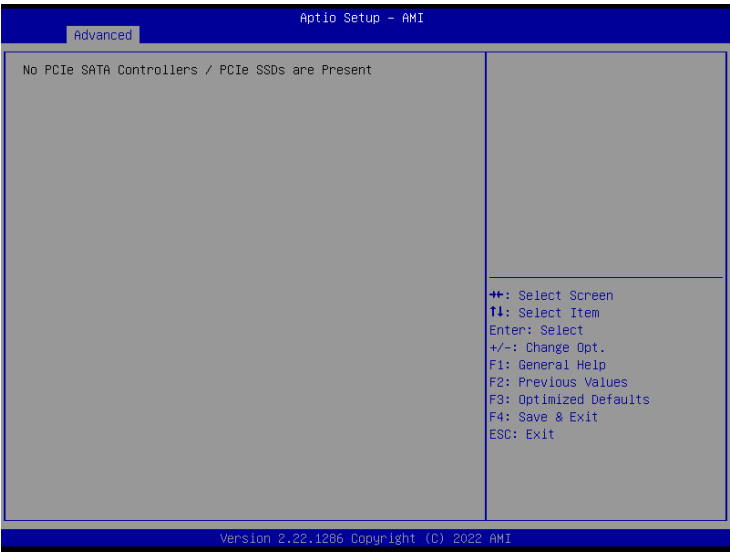 Aptio Setup – AMI
Advanced
No PCIe SATA Controllers / PCIe SSDs are Present
→←: Select Screen
↑↓: Select Item
Enter: Select
+/-: Change Opt.
F1: General Help
F2: Previous Values
F3: Optimized Defaults
F4: Save & Exit
ESC: Exit
Version 2.22.1286 Copyright (C) 2022 AMI